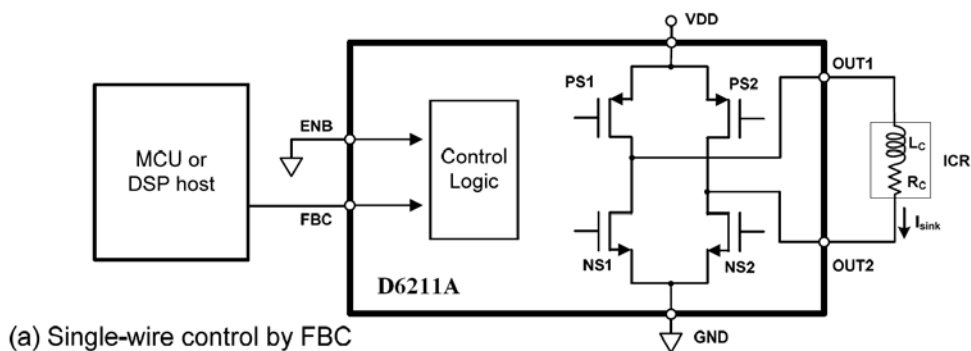 VDD
PS1
PS2
OUT1
ENB
MCU or
DSP host
Control
Logic
LC
RC
ICR
FBC
Isink
NS1
NS2
OUT2
D6211A
GND
(a) Single-wire control by FBC